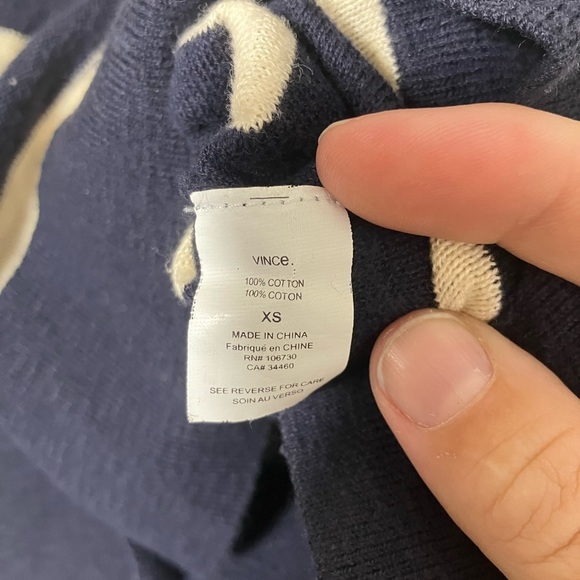 VINCe.
100% COTTON
100% COTON
XS
MADE IN CHINA
Fabriqué en CHINE
RN# 106730
CA# 34460
SEE REVERSE FOR CARE
SOIN AU VERSO